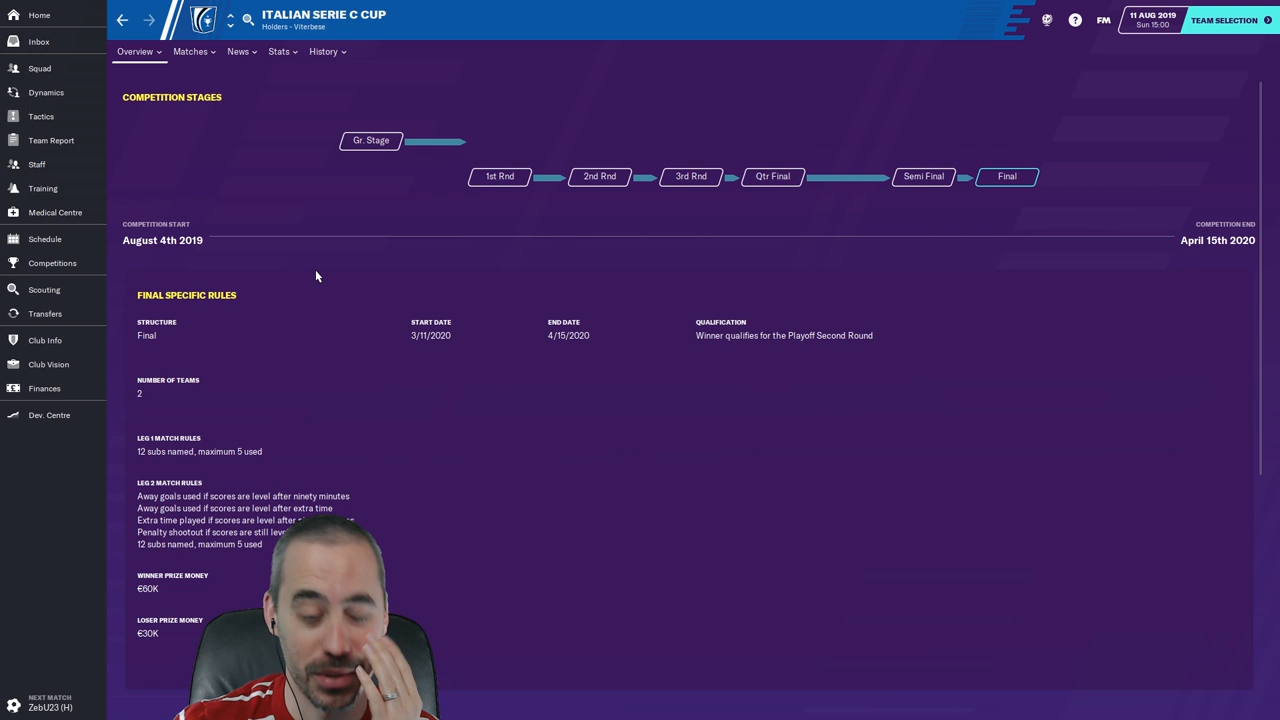 Home
Inbox
Squad
Dynamics
Tactics
Team Report
Staff
Training
Medical Centre
Schedule
Competitions
Scouting
Transfers
Club Info
Club Vision
Finances
Dev. Centre
NEXT MATCH
ZebU23 (H)
ITALIAN SERIE C CUP
Holders - Viterbese
FM
11 AUG 2019
Sun 15:00
TEAM SELECTION
Overview Matches News Stats History
COMPETITION STAGES
Gr. Stage
1st Rnd 2nd Rnd 3rd Rnd Qtr Final Semi Final Final
COMPETITION START
August 4th 2019
COMPETITION END
April 15th 2020
FINAL SPECIFIC RULES
STRUCTURE START DATE END DATE QUALIFICATION
Final 3/11/2020 4/15/2020 Winner qualifies for the Playoff Second Round
NUMBER OF TEAMS
2
LEG 1 MATCH RULES
12 subs named, maximum 5 used
LEG 2 MATCH RULES
Away goals used if scores are level after ninety minutes
Away goals used if scores are level after extra time
Extra time played if scores are level after
Penalty shootout if scores are still
12 subs named, maximum 5 used
WINNER PRIZE MONEY
€60K
LOSER PRIZE MONEY
€30K